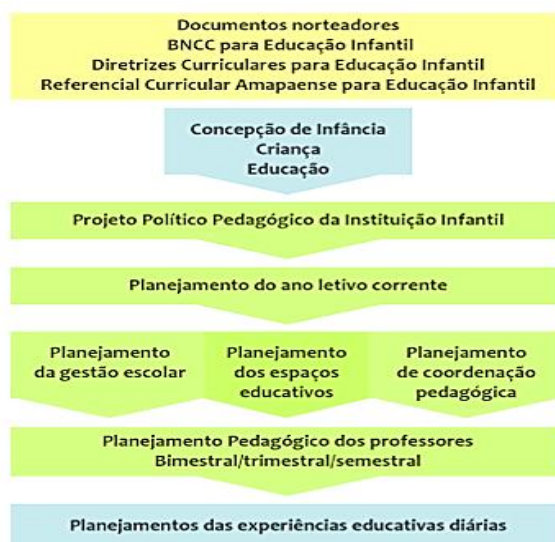 Documentos norteadores
BNCC para Educação Infantil
Diretrizes Curriculares para Educação Infantil
Referencial Curricular Amapaense para Educação Infantil
Concepção de Infância
Criança
Educação
Projeto Político Pedagógico da Instituição Infantil
Planejamento do ano letivo corrente
Planejamento
da gestão escolar
Planejamento
dos espaços
educativos
Planejamento
de coordenação
pedagógica
Planejamento Pedagógico dos professores
Bimestral/trimestral/semestral
Planejamentos das experiências educativas diárias